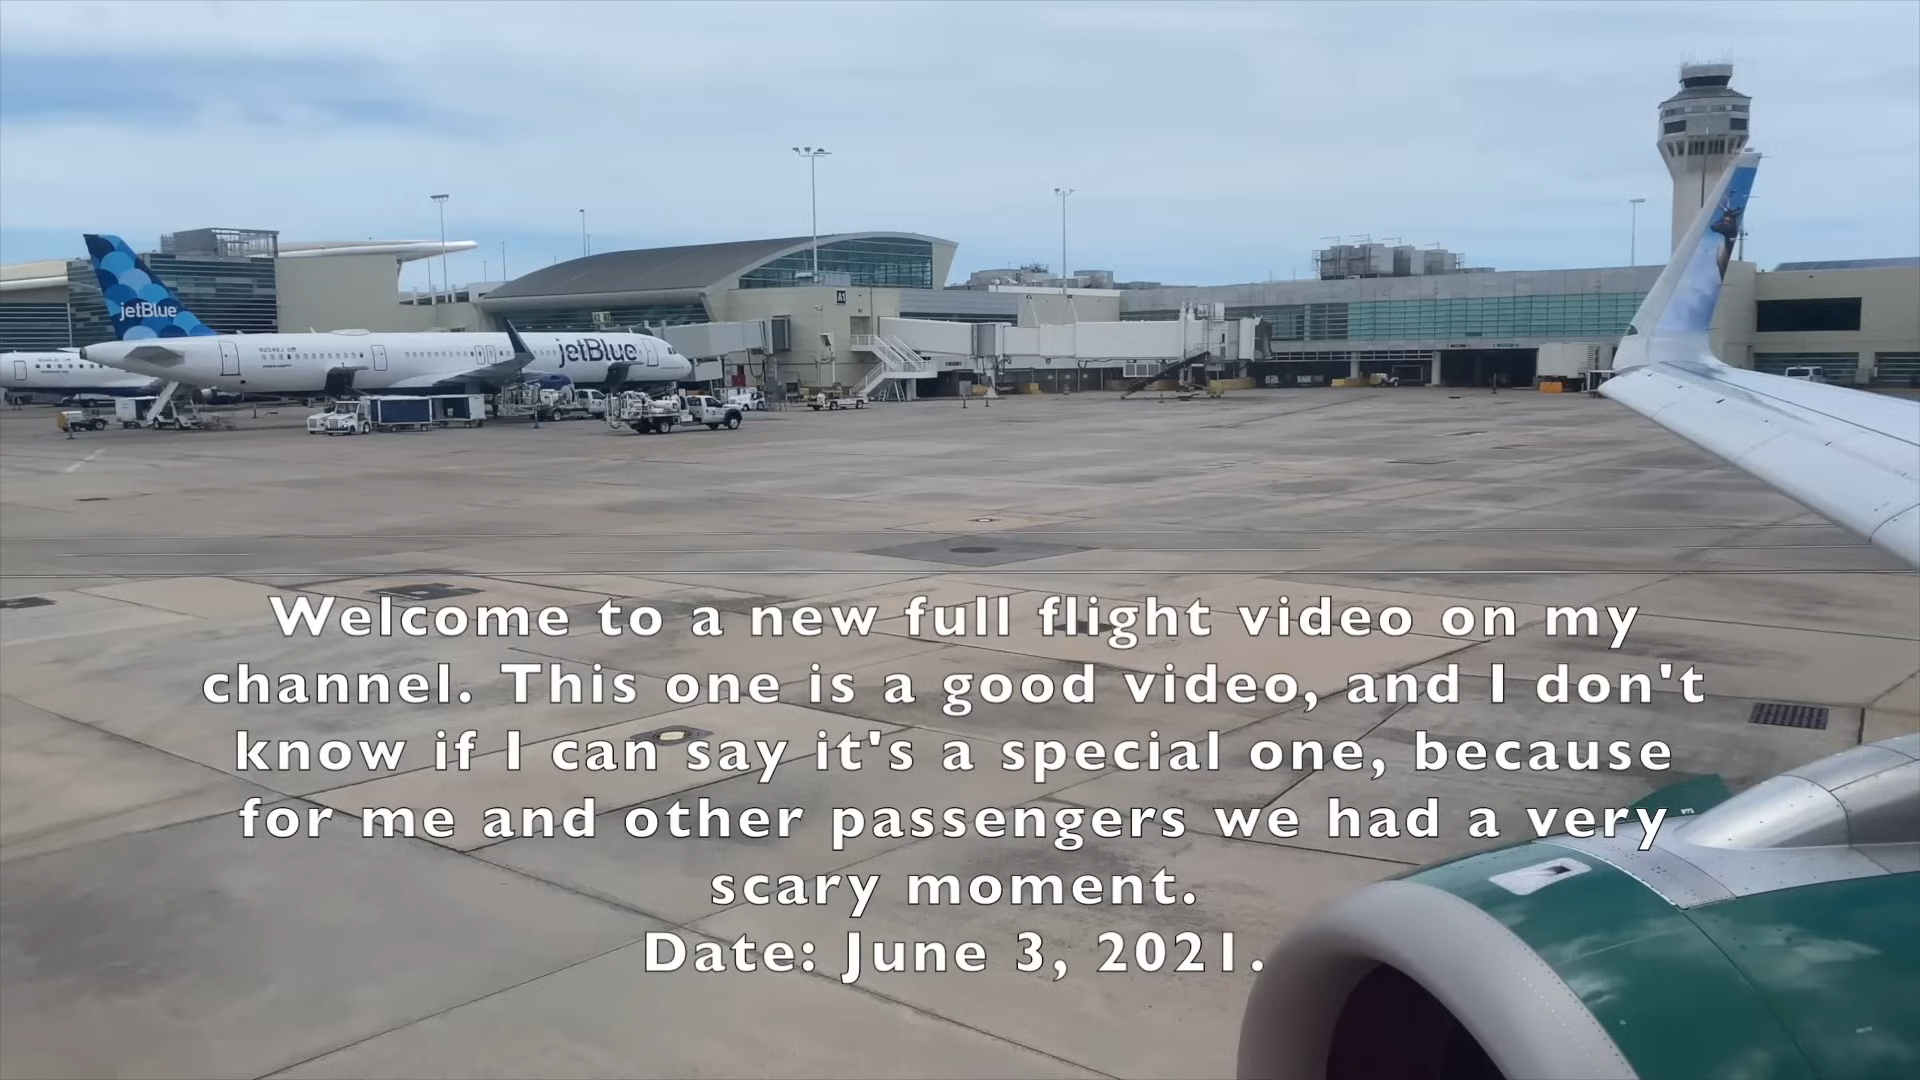 jetBlue
jetBlue
A1
Welcome to a new full flight video on my
channel. This one is a good video, and I don't
know if I can say it's a special one, because
for me and other passengers we had a very
scary moment.
Date: June 3, 2021.